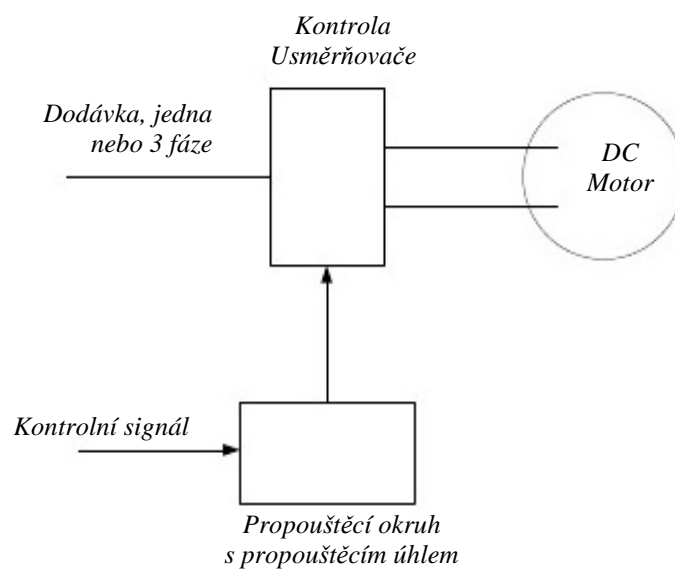 Kontrola
Usměrňovače
Dodávka, jedna
nebo 3 fáze
DC
Motor
Kontrolní signál
Propouštěcí okruh
s propouštěcím úhlem